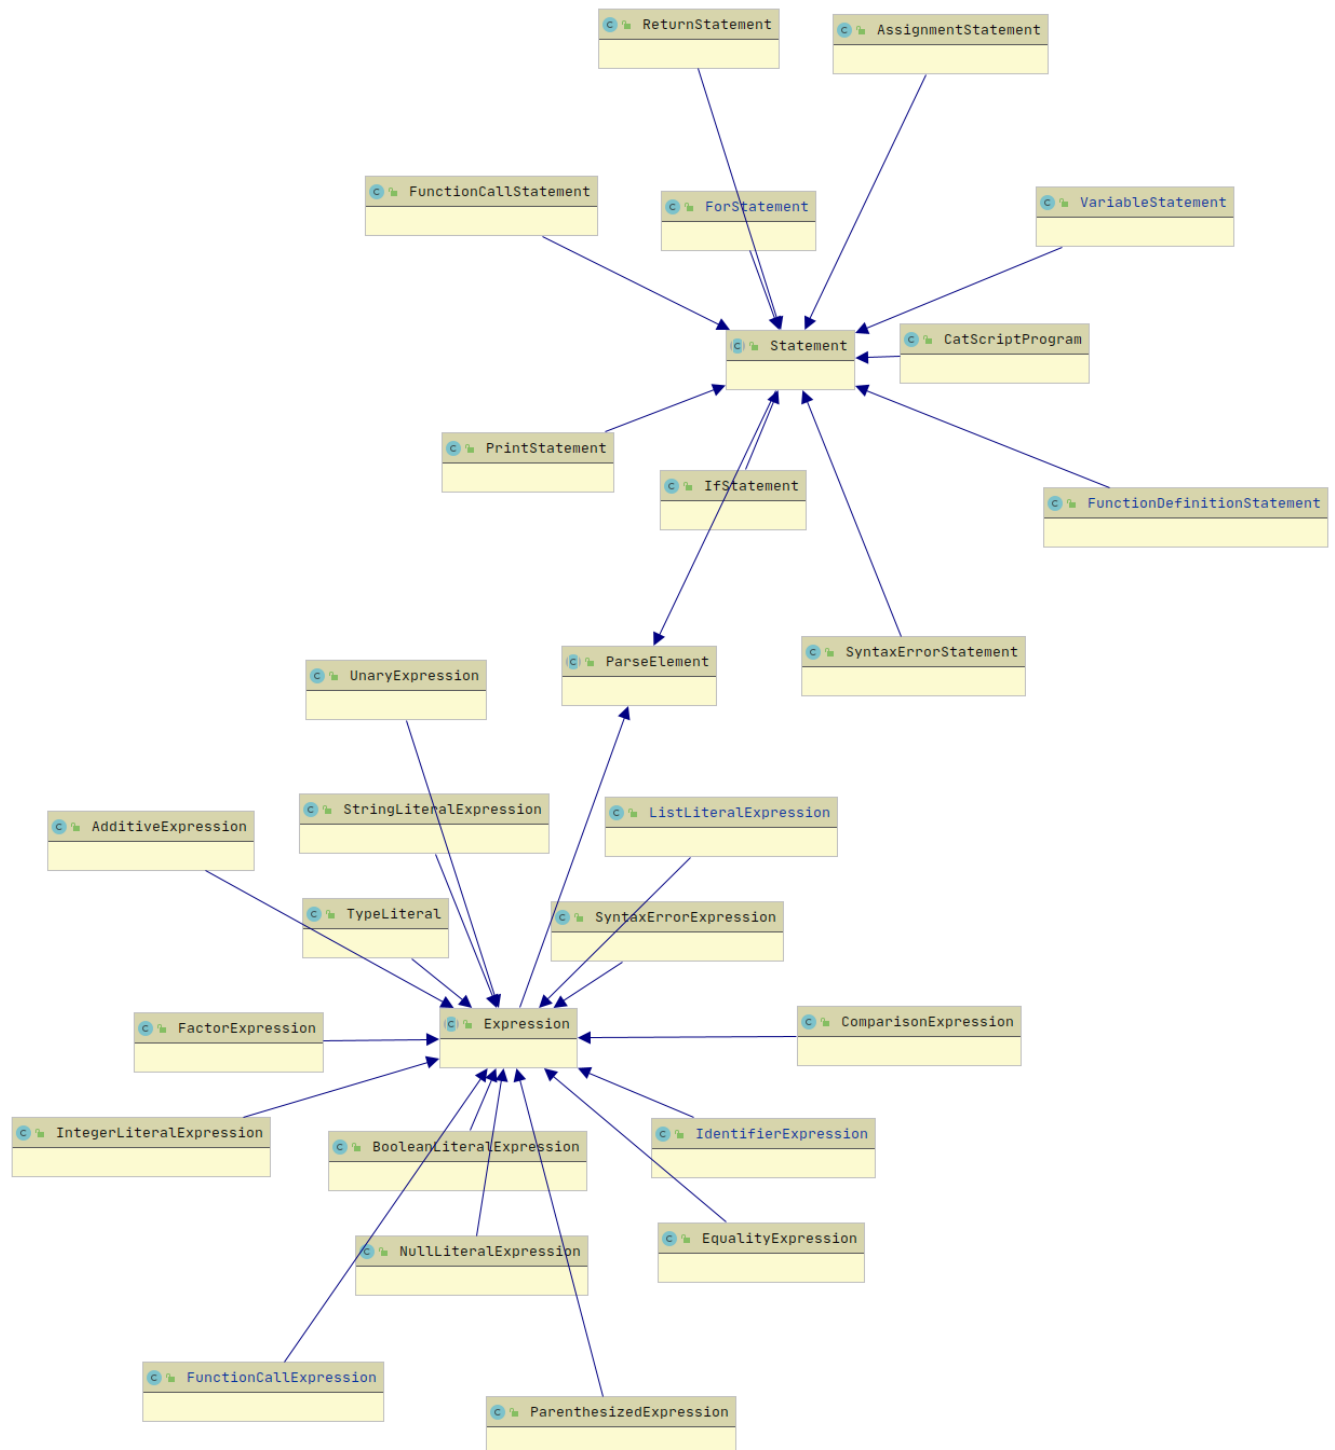 ReturnStatement
AssignmentStatement
FunctionCallStatement
ForStatement
VariableStatement
Statement
CatScriptProgram
PrintStatement
IfStatement
FunctionDefinitionStatement
SyntaxErrorStatement
ParseElement
UnaryExpression
StringLiteralExpression
ListLiteralExpression
AdditiveExpression
TypeLiteral
SyntaxErrorExpression
FactorExpression
Expression
ComparisonExpression
IntegerLiteralExpression
BooleanLiteralExpression
IdentifierExpression
NullLiteralExpression
EqualityExpression
FunctionCallExpression
ParenthesizedExpression